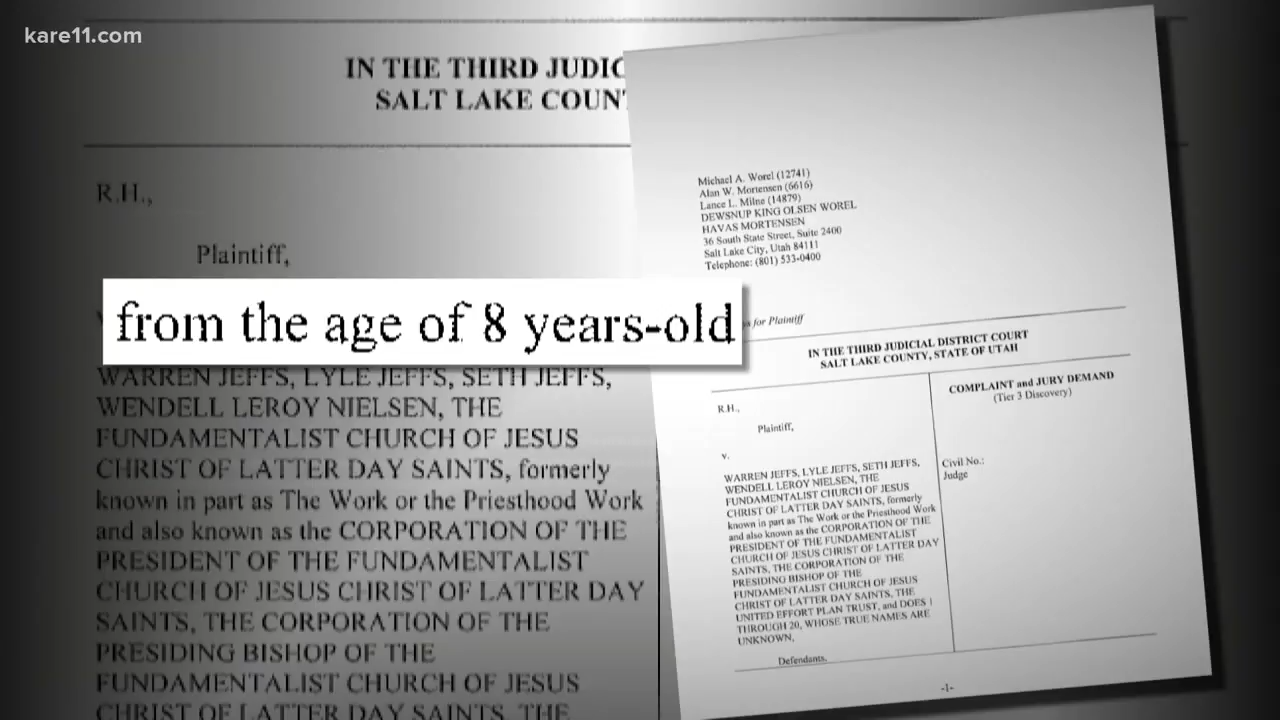 kare11.com
IN THE THIRD JUDIC
SALT LAKE COUN
R.H.,
Plaintiff,
from the age of 8 years-old
WARREN JEFFS, LYLE JEFFS, SETH JEFFS,
WENDELL LEROY NIELSEN, THE
FUNDAMENTALIST CHURCH OF JESUS
CHRIST OF LATTER DAY SAINTS, formerly
known in part as The Work or the Priesthood Work
and also known as the CORPORATION OF THE
PRESIDENT OF THE FUNDAMENTALIST
CHURCH OF JESUS CHRIST OF LATTER DAY
SAINTS, THE CORPORATION OF THE
PRESIDING BISHOP OF THE
FUNDAMENTALIST CHURCH OF JESUS
CHRIST OF LATTER DAY SAINTS, THE
Michael A. Worel (12741)
Alan W. Mortensen (6616)
Lance L. Milne (14879)
DEWSNUP KING OLSEN WOREL
HAVAS MORTENSEN
36 South State Street, Suite 2400
Salt Lake City, Utah 84111
Telephone: (801) 533-0400
for Plaintiff
IN THE THIRD JUDICIAL DISTRICT COURT
SALT LAKE COUNTY, STATE OF UTAH
R.H.,
Plaintiff,
v.
WARREN JEFFS, LYLE JEFFS, SETH JEFFS,
WENDELL LEROY NIELSEN, THE
FUNDAMENTALIST CHURCH OF JESUS
CHRIST OF LATTER DAY SAINTS, formerly
known in part as The Work or the Priesthood Work
and also known as the CORPORATION OF THE
PRESIDENT OF THE FUNDAMENTALIST
CHURCH OF JESUS CHRIST OF LATTER DAY
SAINTS, THE CORPORATION OF THE
PRESIDING BISHOP OF THE
FUNDAMENTALIST CHURCH OF JESUS
CHRIST OF LATTER DAY SAINTS, THE
UNITED EFFORT PLAN TRUST, and DOES 1
THROUGH 20, WHOSE TRUE NAMES ARE
UNKNOWN,
Defendants.
COMPLAINT and JURY DEMAND
(Tier 3 Discovery)
Civil No.:
Judge
-1-